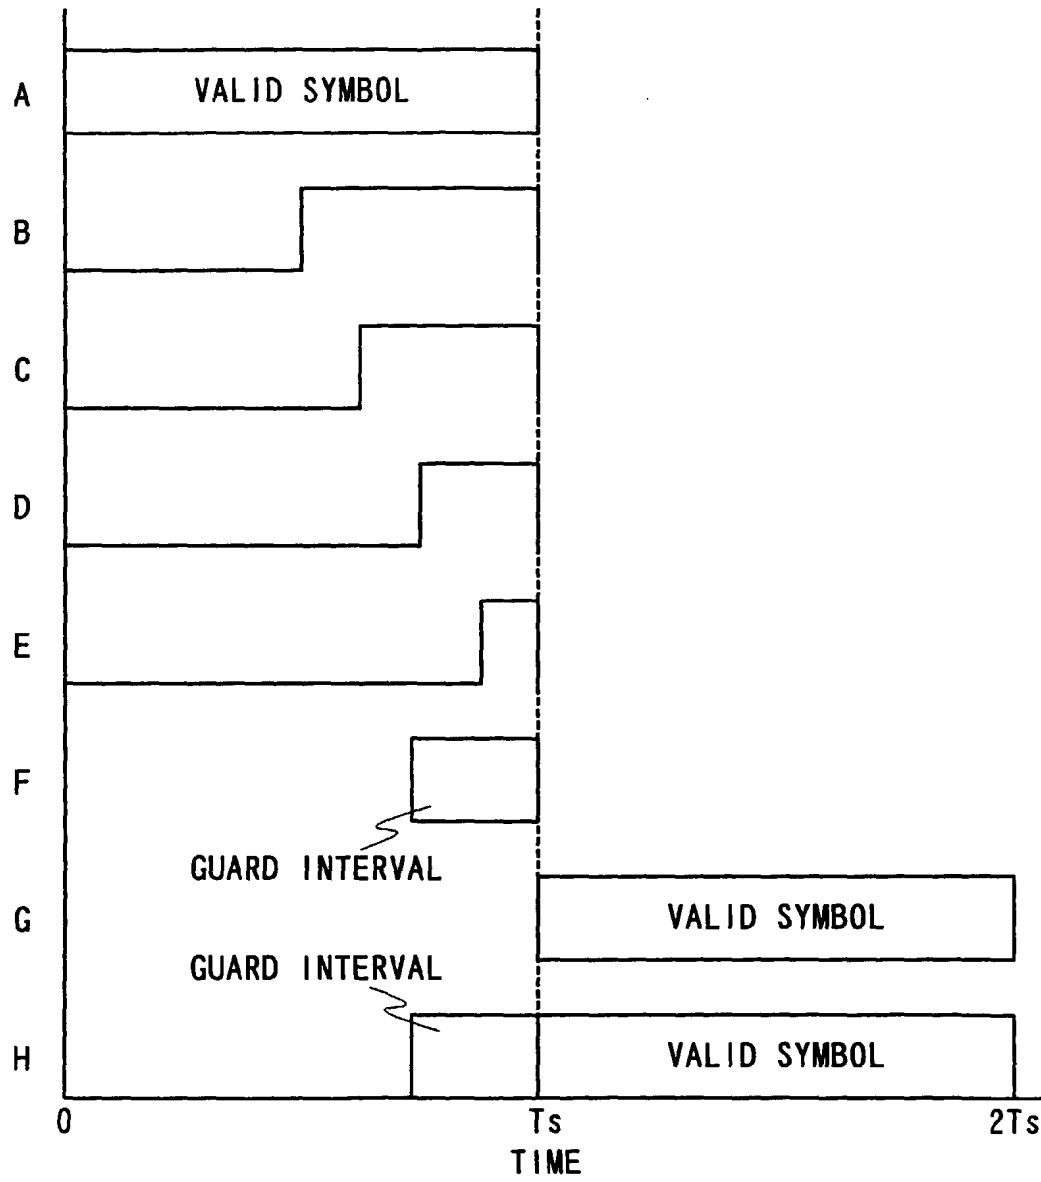 A
VALID SYMBOL
B
C
D
E
F
GUARD INTERVAL
G
VALID SYMBOL
GUARD INTERVAL
H
VALID SYMBOL
0
Ts
2Ts
TIME